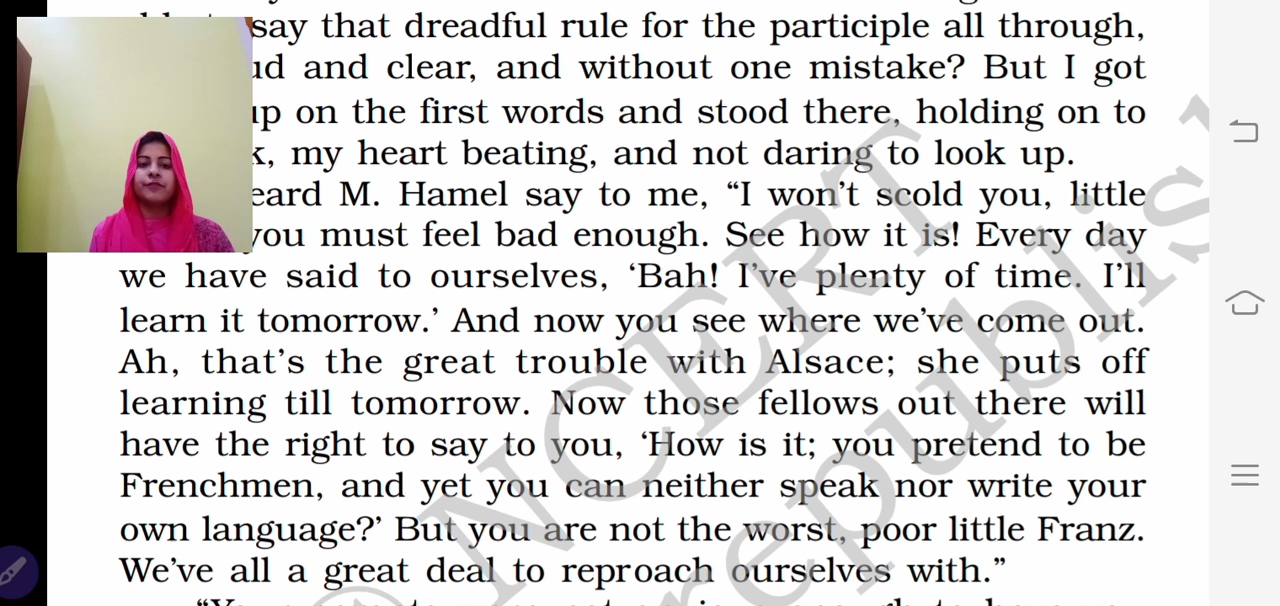 say that dreadful rule for the participle all through,
and clear, and without one mistake? But I got
on the first words and stood there, holding on to
my heart beating, and not daring to look up.
M. Hamel say to me, “I won’t scold you, little
you must feel bad enough. See how it is! Every day
we have said to ourselves, ‘Bah! I’ve plenty of time. I’ll
learn it tomorrow.’ And now you see where we’ve come out.
Ah, that’s the great trouble with Alsace; she puts off
learning till tomorrow. Now those fellows out there will
have the right to say to you, ‘How is it; you pretend to be
Frenchmen, and yet you can neither speak nor write your
own language?’ But you are not the worst, poor little Franz.
We’ve all a great deal to reproach ourselves with.”
NCERT